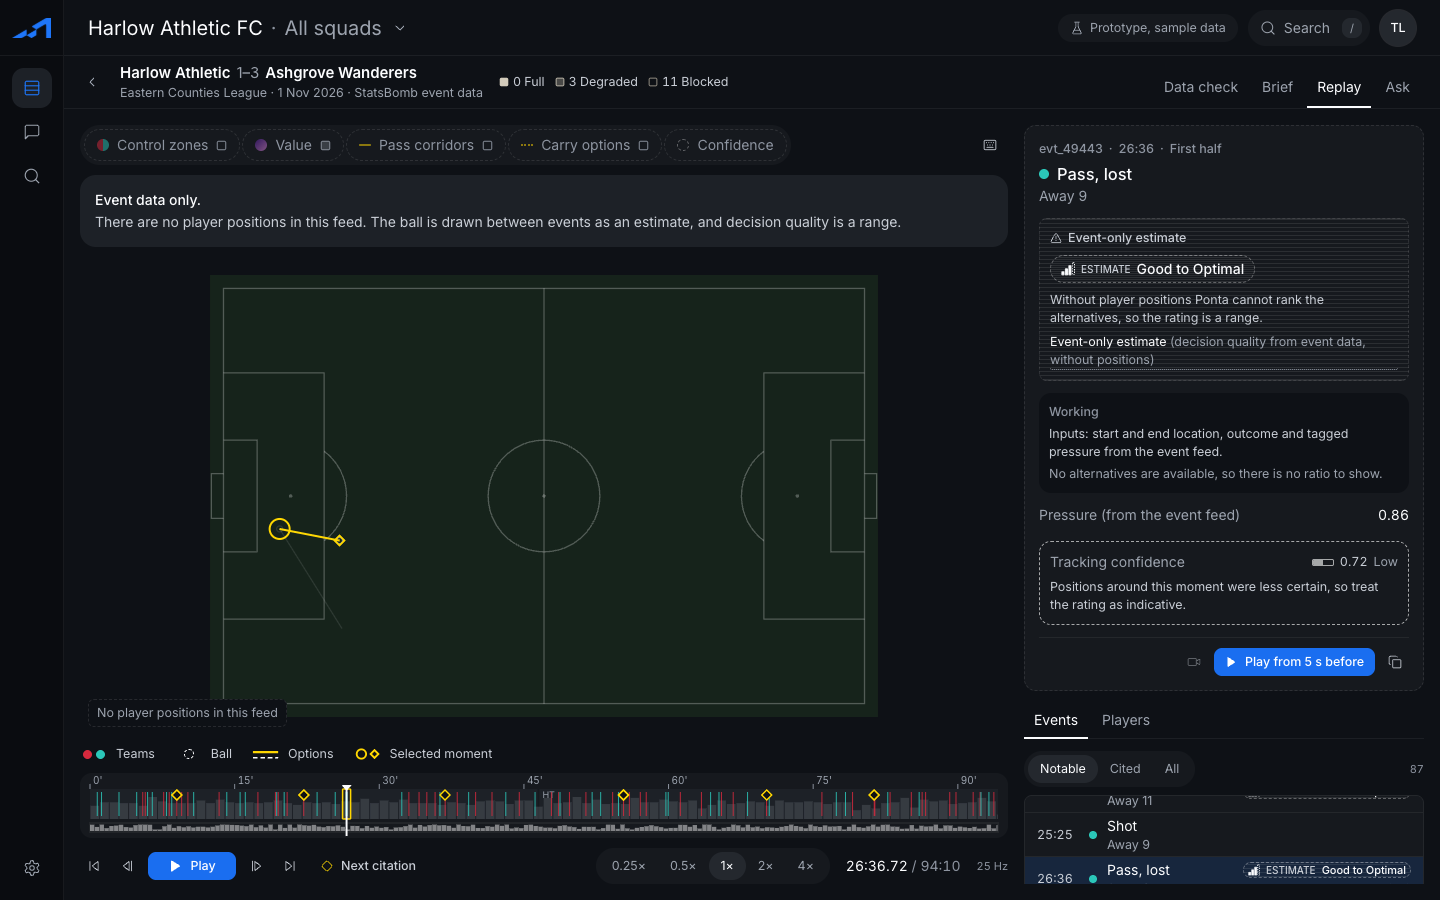 Harlow Athletic FC · All squads
Prototype, sample data
Search /
TL
Harlow Athletic 1–3 Ashgrove Wanderers
Eastern Counties League · 1 Nov 2026 · StatsBomb event data
0 Full
3 Degraded
11 Blocked
Data check
Brief
Replay
Ask
Control zones
Value
Pass corridors
Carry options
Confidence
Event data only.
There are no player positions in this feed. The ball is drawn between events as an estimate, and decision quality is a range.
No player positions in this feed
Teams
Ball
Options
Selected moment
0'
15'
30'
45'
60'
75'
90'
HT
Play
Next citation
0.25×
0.5×
1×
2×
4×
26:36.72 / 94:10
25 Hz
evt_49443 · 26:36 · First half
Pass, lost
Away 9
Event-only estimate
ESTIMATE Good to Optimal
Without player positions Ponta cannot rank the
alternatives, so the rating is a range.
Event-only estimate (decision quality from event data,
without positions)
Working
Inputs: start and end location, outcome and tagged
pressure from the event feed.
No alternatives are available, so there is no ratio to show.
Pressure (from the event feed) 0.86
Tracking confidence 0.72 Low
Positions around this moment were less certain, so treat
the rating as indicative.
Play from 5 s before
Events
Players
Notable
Cited
All
87
Away 11
25:25
Shot
Away 9
26:36
Pass, lost
ESTIMATE Good to Optimal